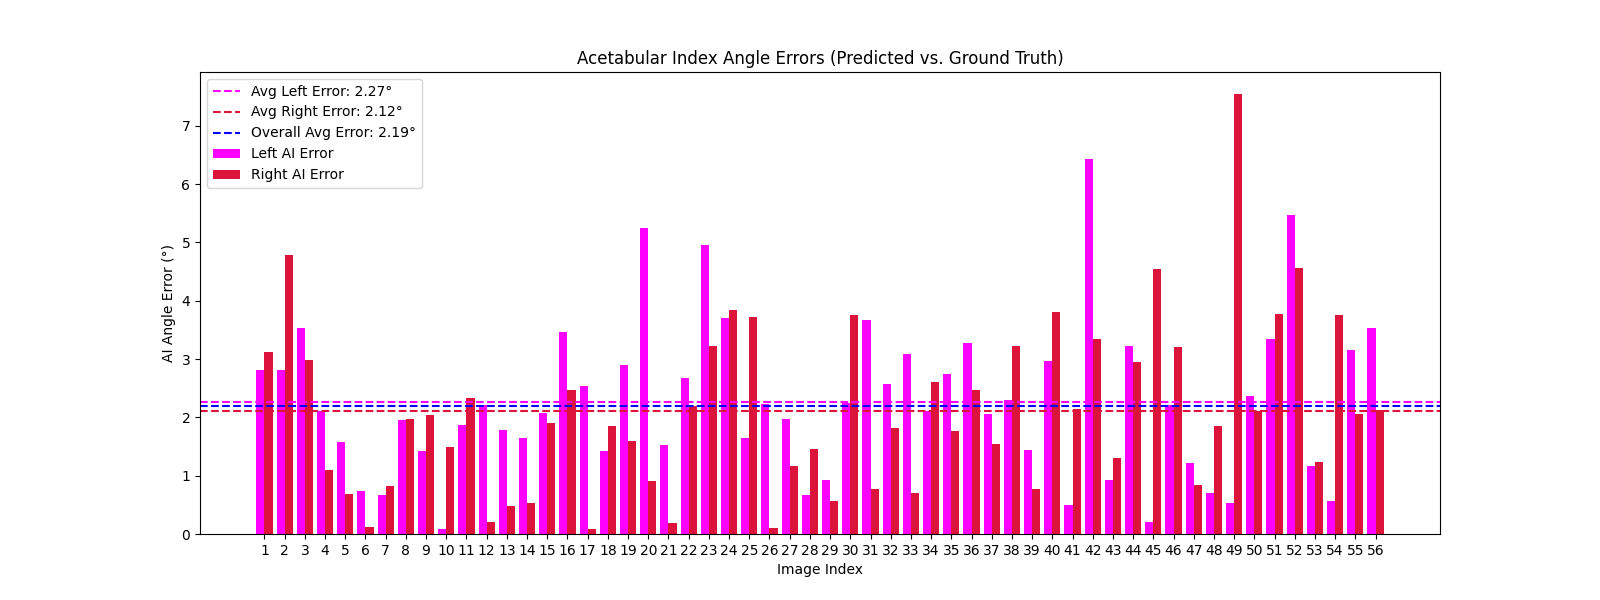 Acetabular Index Angle Errors (Predicted vs. Ground Truth)
Avg Left Error: 2.27°
Avg Right Error: 2.12°
Overall Avg Error: 2.19°
Left AI Error
Right AI Error
AI Angle Error (°)
7
6
5
4
3
2
1
0
1 2 3 4 5 6 7 8 9 10 11 12 13 14 15 16 17 18 19 20 21 22 23 24 25 26 27 28 29 30 31 32 33 34 35 36 37 38 39 40 41 42 43 44 45 46 47 48 49 50 51 52 53 54 55 56
Image Index